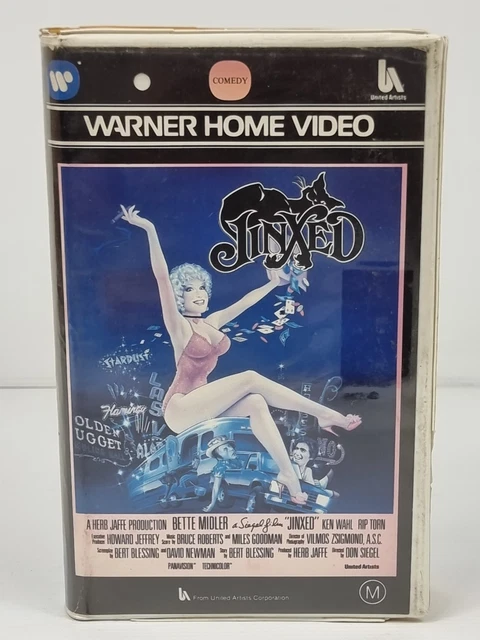 COMEDY
United Artists
WARNER HOME VIDEO
JINXED
STARDUST
Flamingo
LAS
OLDEN
UGGET
A HERB JAFFE PRODUCTION BETTE MIDLER a Siegel film "JINXED" KEN WAHL RIP TORN
Executive Producer HOWARD JEFFREY Music Score by BRUCE ROBERTS and MILES GOODMAN Director of Photography VILMOS ZSIGMOND, A.S.C.
Screenplay by BERT BLESSING and DAVID NEWMAN Story by BERT BLESSING Produced by HERB JAFFE Directed by DON SIEGEL
PANAVISION TECHNICOLOR United Artists
From United Artists Corporation
M